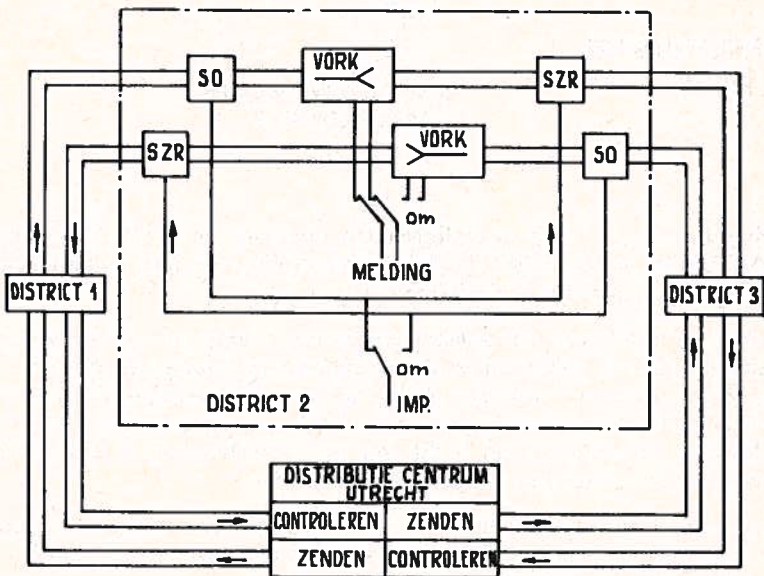 VORK
SO
SZR
VORK
SZR
SO
om
MELDING
DISTRICT 1
DISTRICT 3
om
DISTRICT 2
IMP.
DISTRIBUTIE CENTRUM
UTRECHT
CONTROLEREN ZENDEN
ZENDEN CONTROLEREN